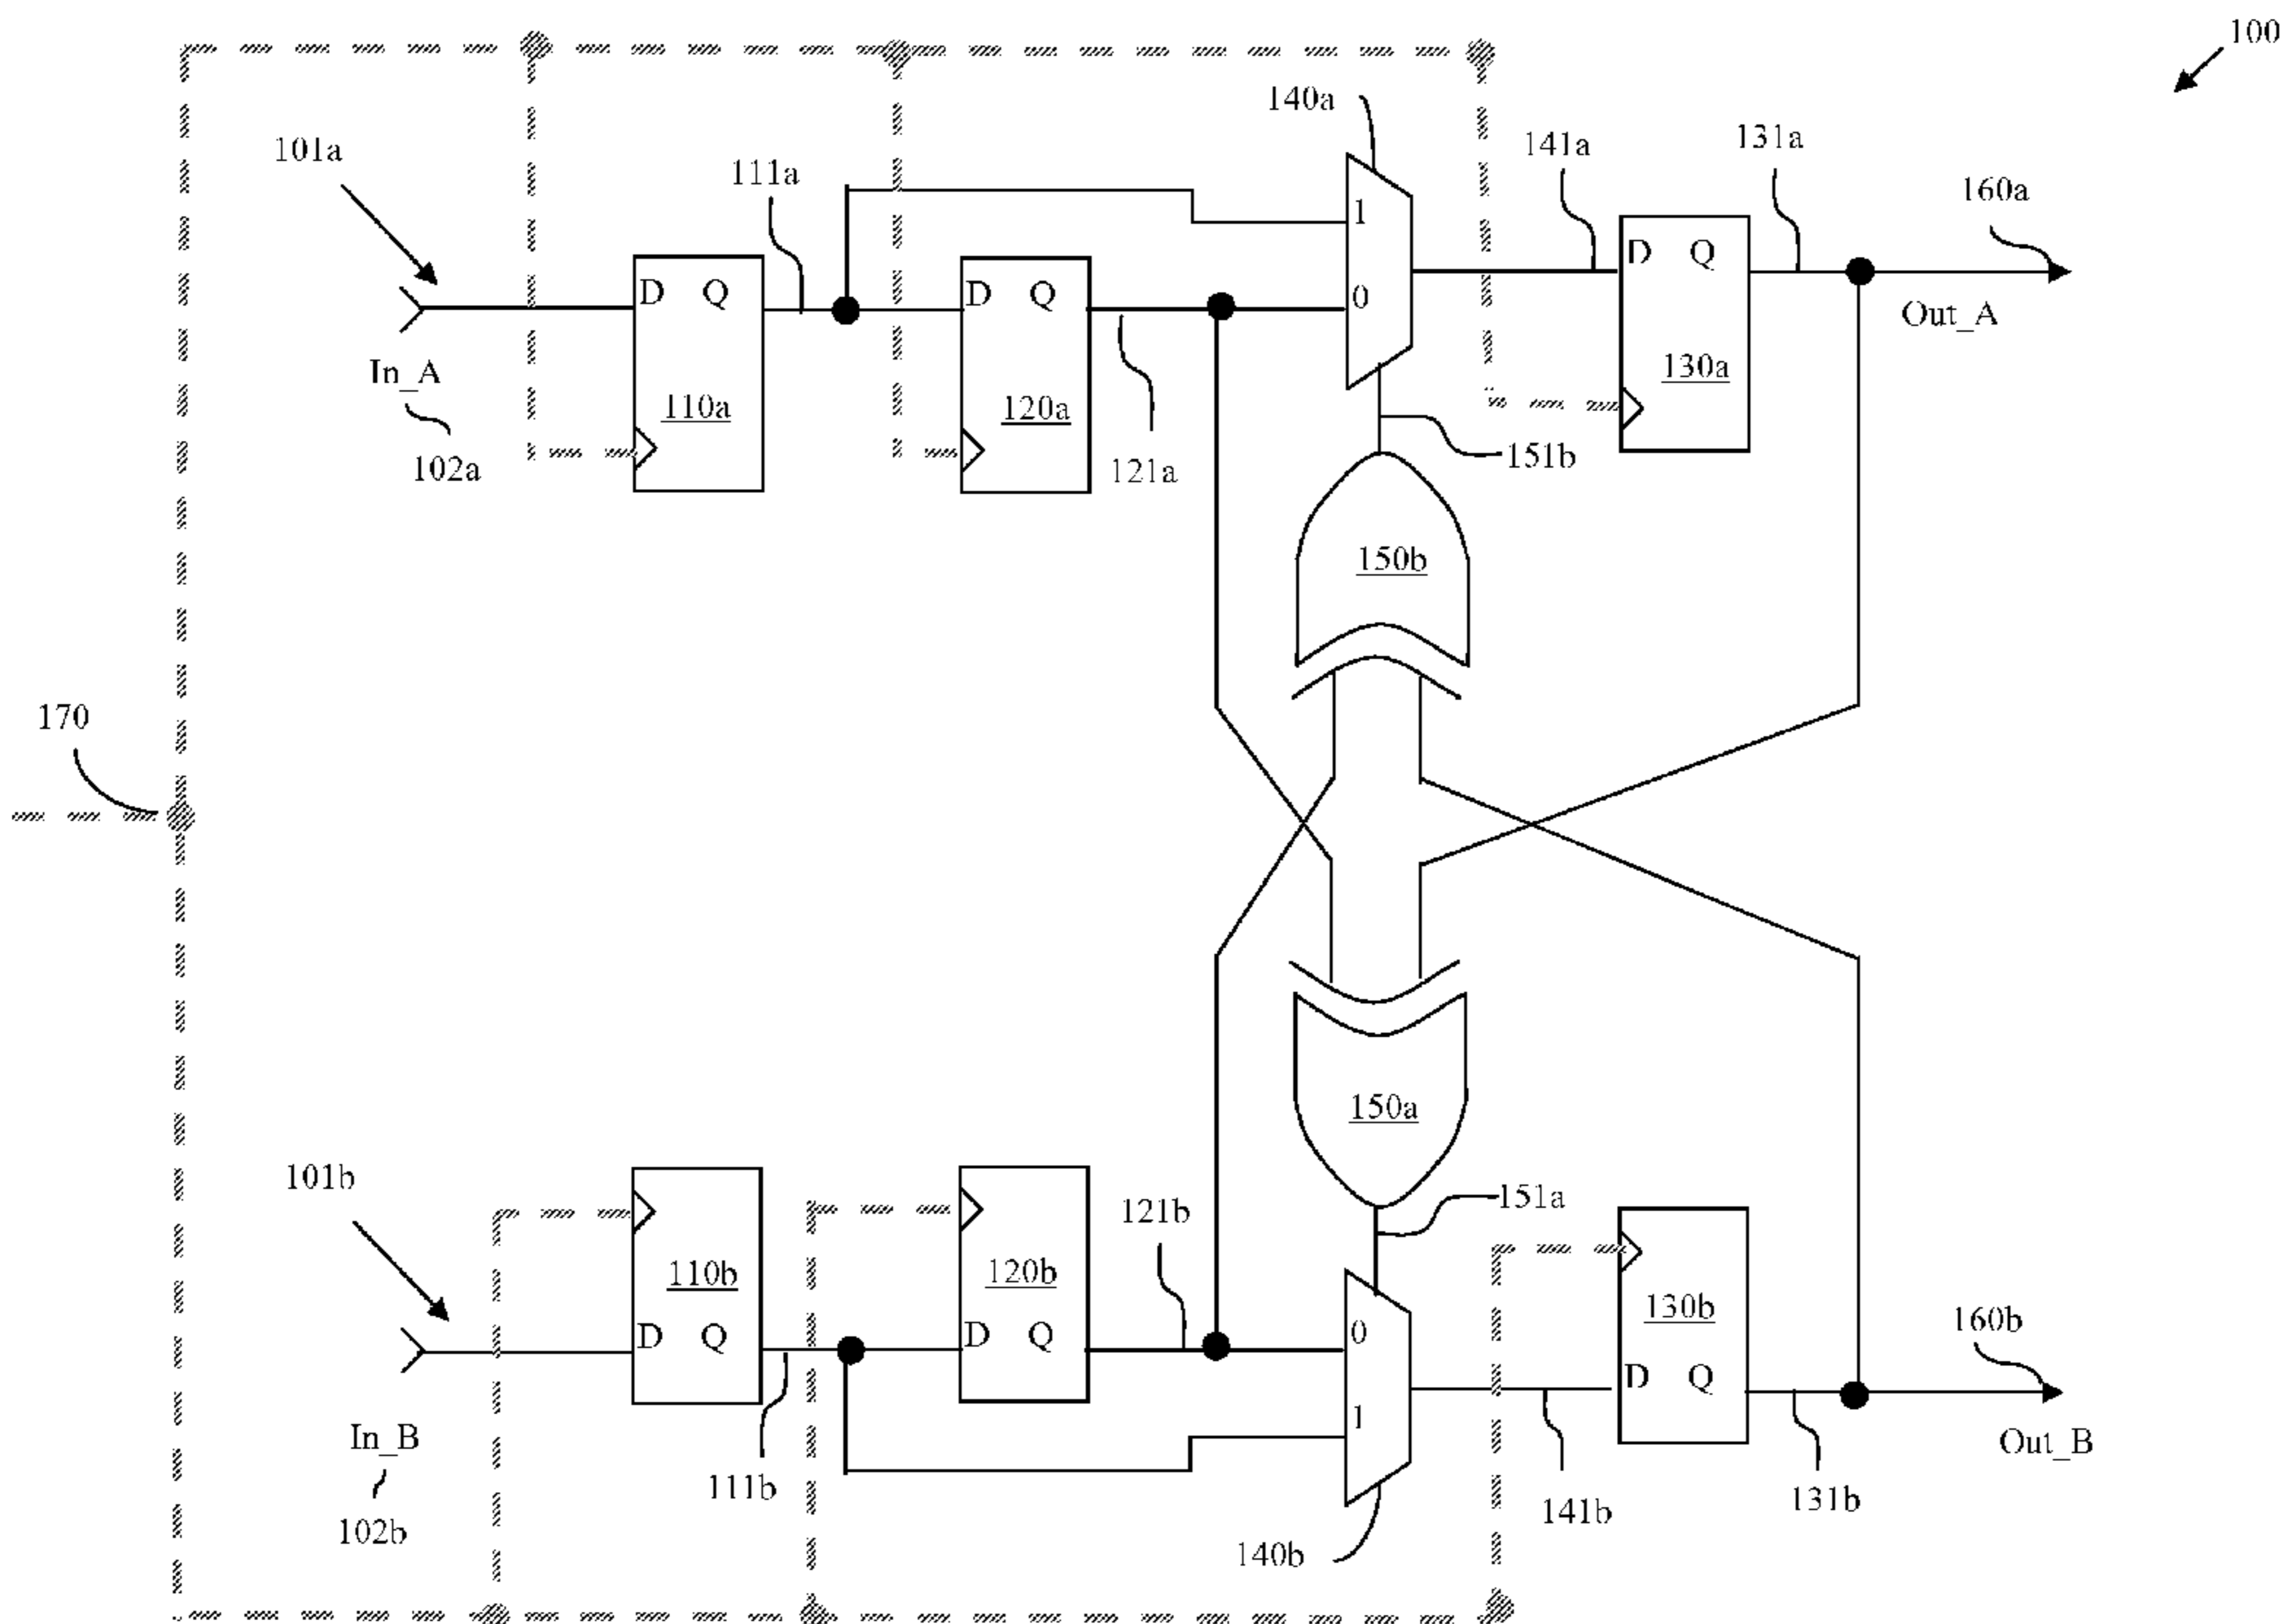 100
140a
141a
131a
101a
111a
160a
1
D Q
D Q
D Q
0
Out_A
In_A
130a
110a
120a
102a
121a
151b
150b
170
150a
101b
151a
121b
110b
120b
130b
160b
D Q
D Q
0
D Q
1
In_B
Out_B
111b
131b
141b
102b
140b